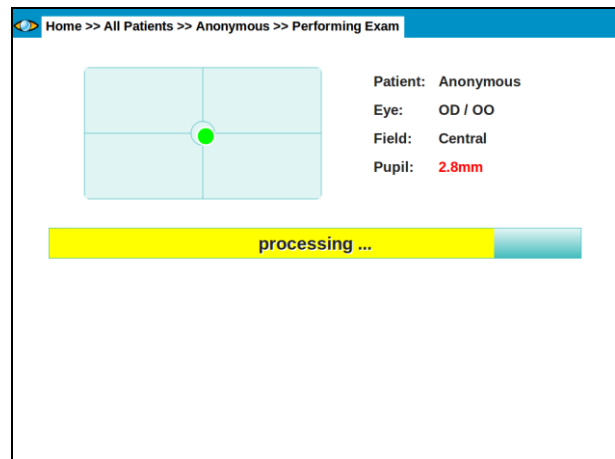 Home >> All Patients >> Anonymous >> Performing Exam
Patient: Anonymous
Eye: OD / OO
Field: Central
Pupil: 2.8mm
processing ...